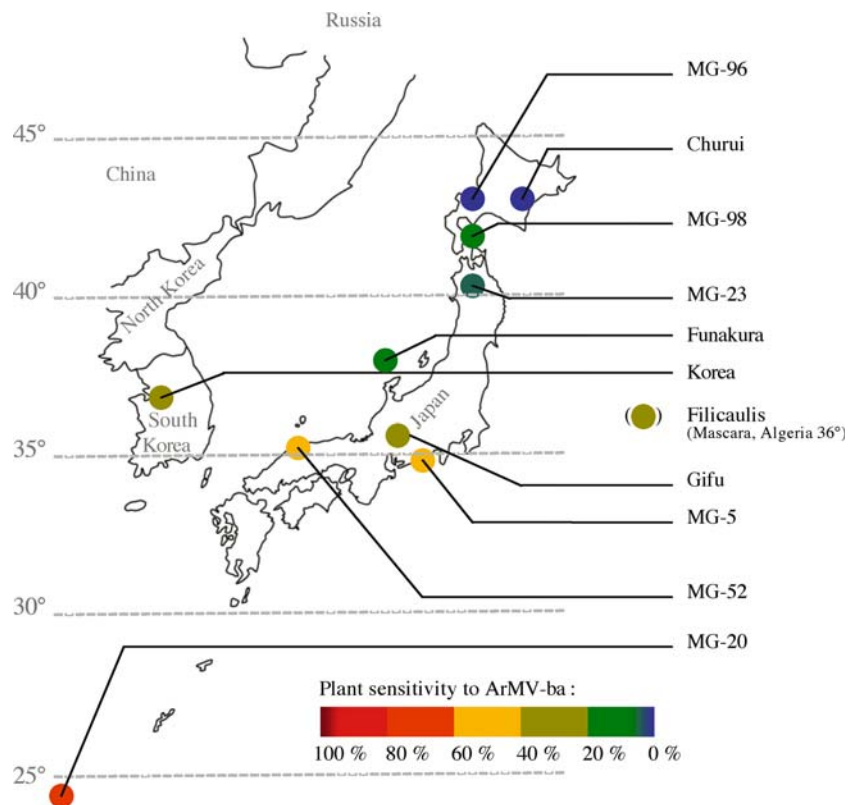 Russia
MG-96
45°
Churui
China
MG-98
North Korea
40°
MG-23
Funakura
Korea
Japan
South
Korea
Filicaulis
(Mascara, Algeria 36°)
35°
Gifu
MG-5
MG-52
30°
MG-20
Plant sensitivity to ArMV-ba :
100 % 80 % 60 % 40 % 20 % 0 %
25°